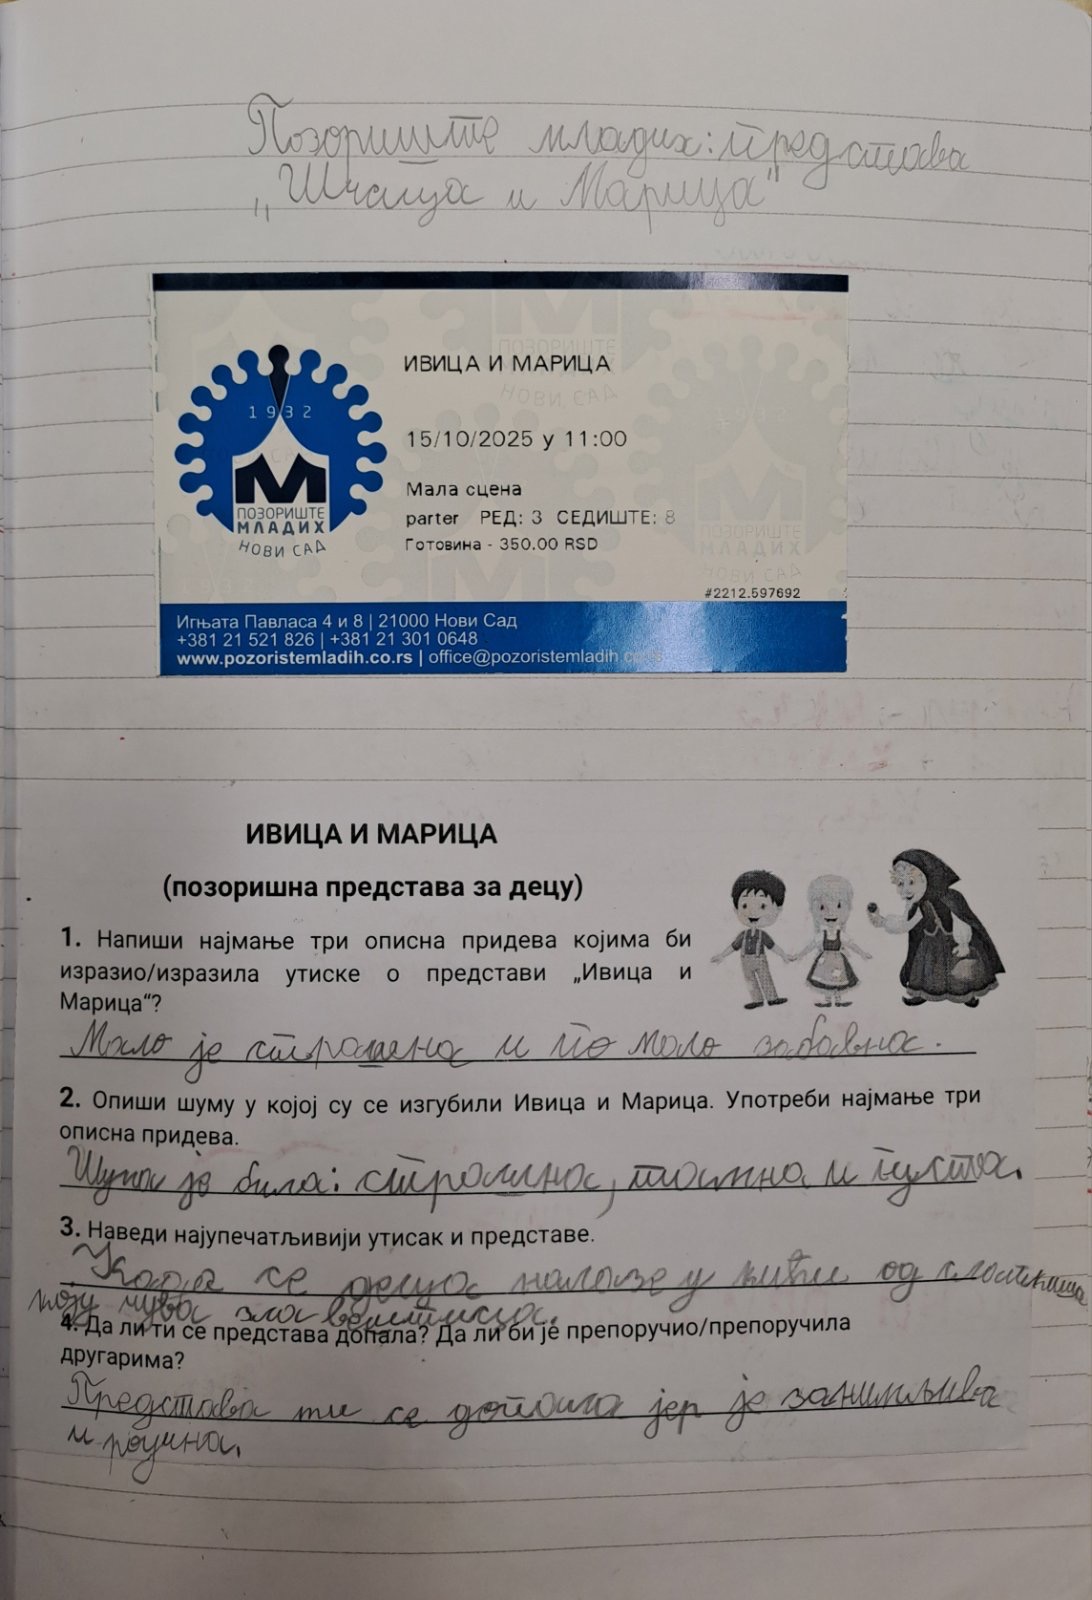 Позориште младих: представа
„Ивица и Марица"
ИВИЦА И МАРИЦА
1932
15/10/2025 у 11:00
М
Мала сцена
ПОЗОРИШТЕ
parter РЕД: 3 СЕДИШТЕ: 8
МЛАДИХ
НОВИ САД
Готовина - 350.00 RSD
#2212.597692
Игњата Павласа 4 и 8 | 21000 Нови Сад
+381 21 521 826 | +381 21 301 0648
www.pozoristemladih.co.rs | office@pozoristemladih.co.rs
ИВИЦА И МАРИЦА
(позоришна представа за децу)
1. Напиши најмање три описна придева којима би
изразио/изразила утиске о представи „Ивица и
Марица“?
Мало је страшна и по мало забавна.
2. Опиши шуму у којој су се изгубили Ивица и Марица. Употреби најмање три
описна придева.
Шума је била: страшна, тамна и густа.
3. Наведи најупечатљивији утисак и представе.
Када се деца налазе у кући од слаткиша
коју чува зла вештица.
4. Да ли ти се представа допала? Да ли би је препоручио/препоручила
другарима?
Представа ми се допала јер је занимљива
и